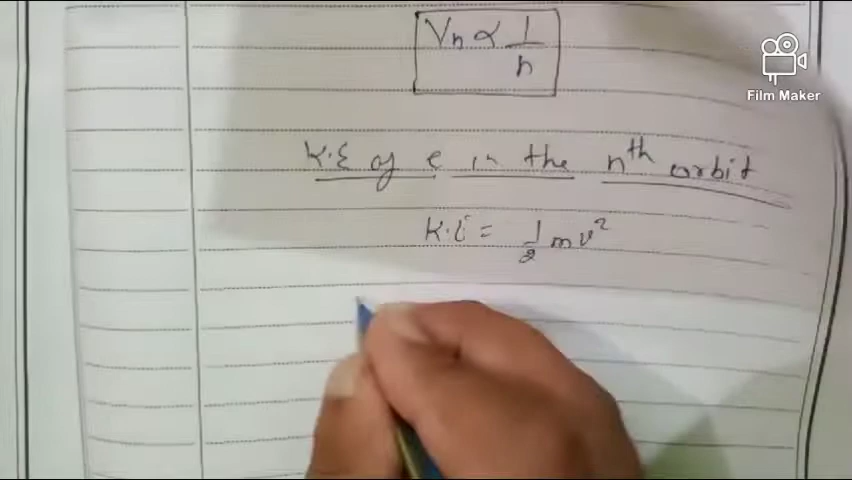 Vn ∝ 1/n
Film Maker
K.E of e in the nth orbit
K.E = 1/2 mv²